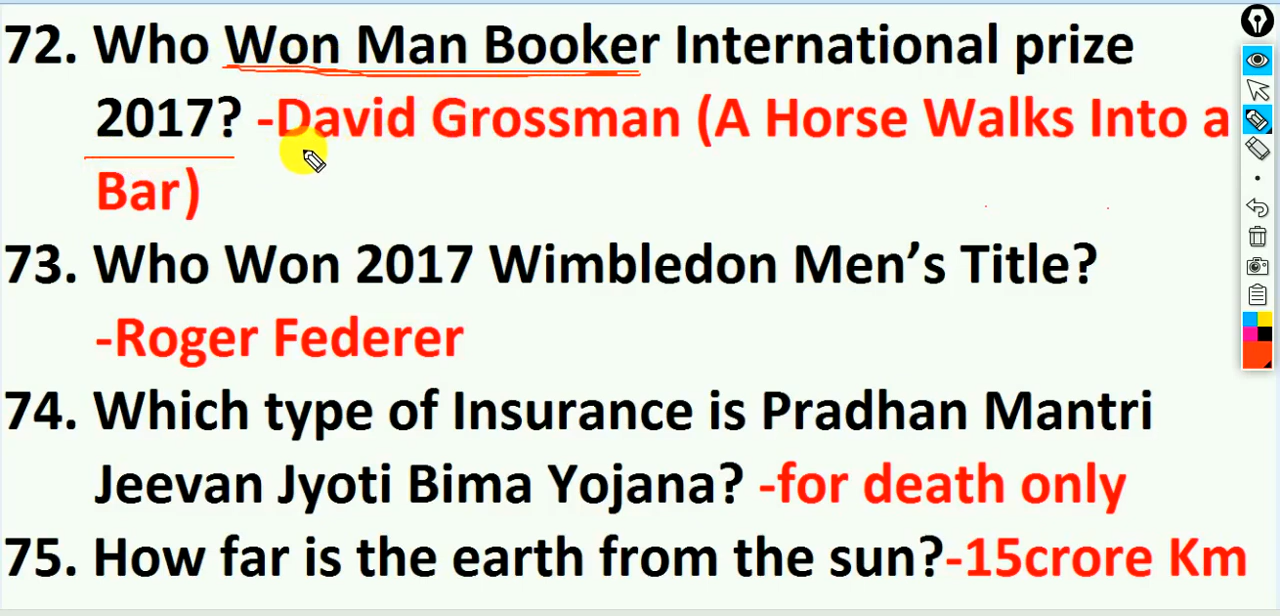 72. Who Won Man Booker International prize
2017? -David Grossman (A Horse Walks Into a
Bar)
73. Who Won 2017 Wimbledon Men’s Title?
-Roger Federer
74. Which type of Insurance is Pradhan Mantri
Jeevan Jyoti Bima Yojana? -for death only
75. How far is the earth from the sun?-15crore Km